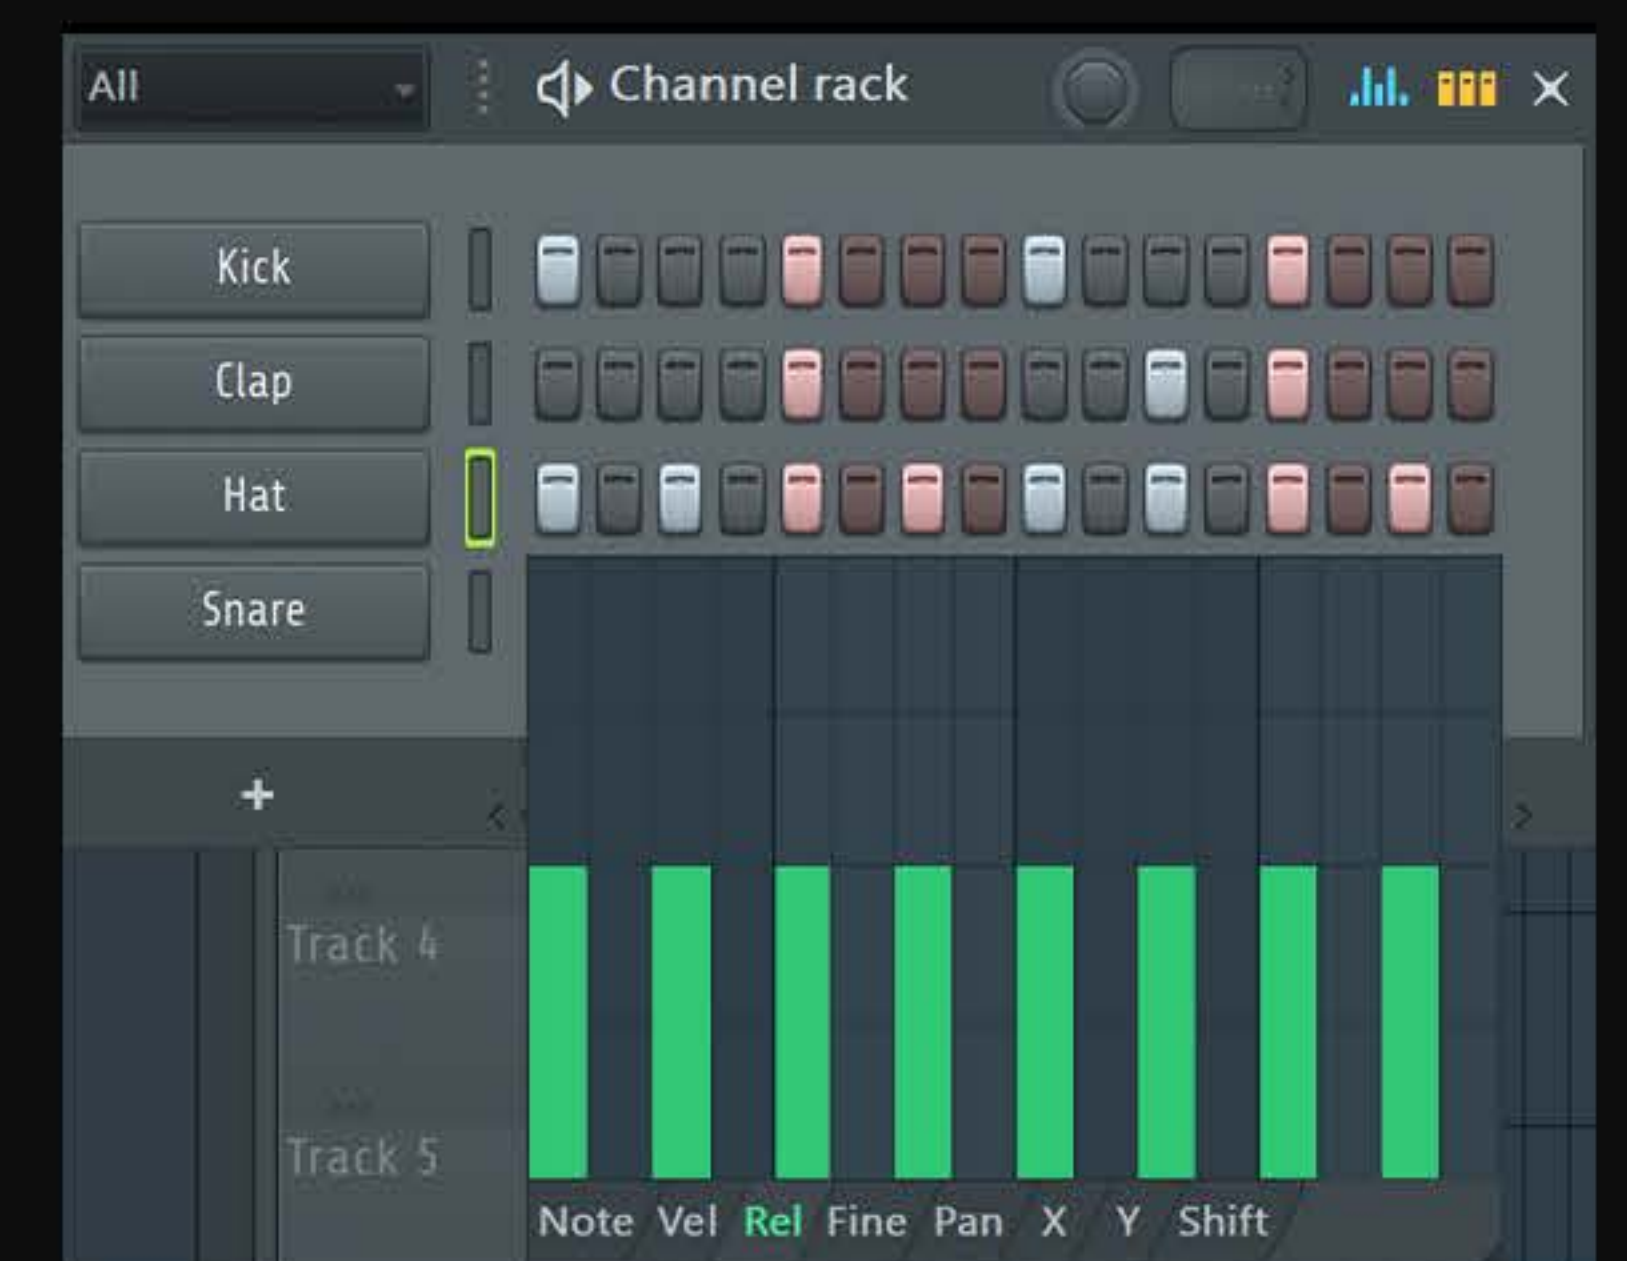 All
Channel rack
Kick
Clap
Hat
Snare
+
Track 4
Track 5
Note Vel Rel Fine Pan X Y Shift